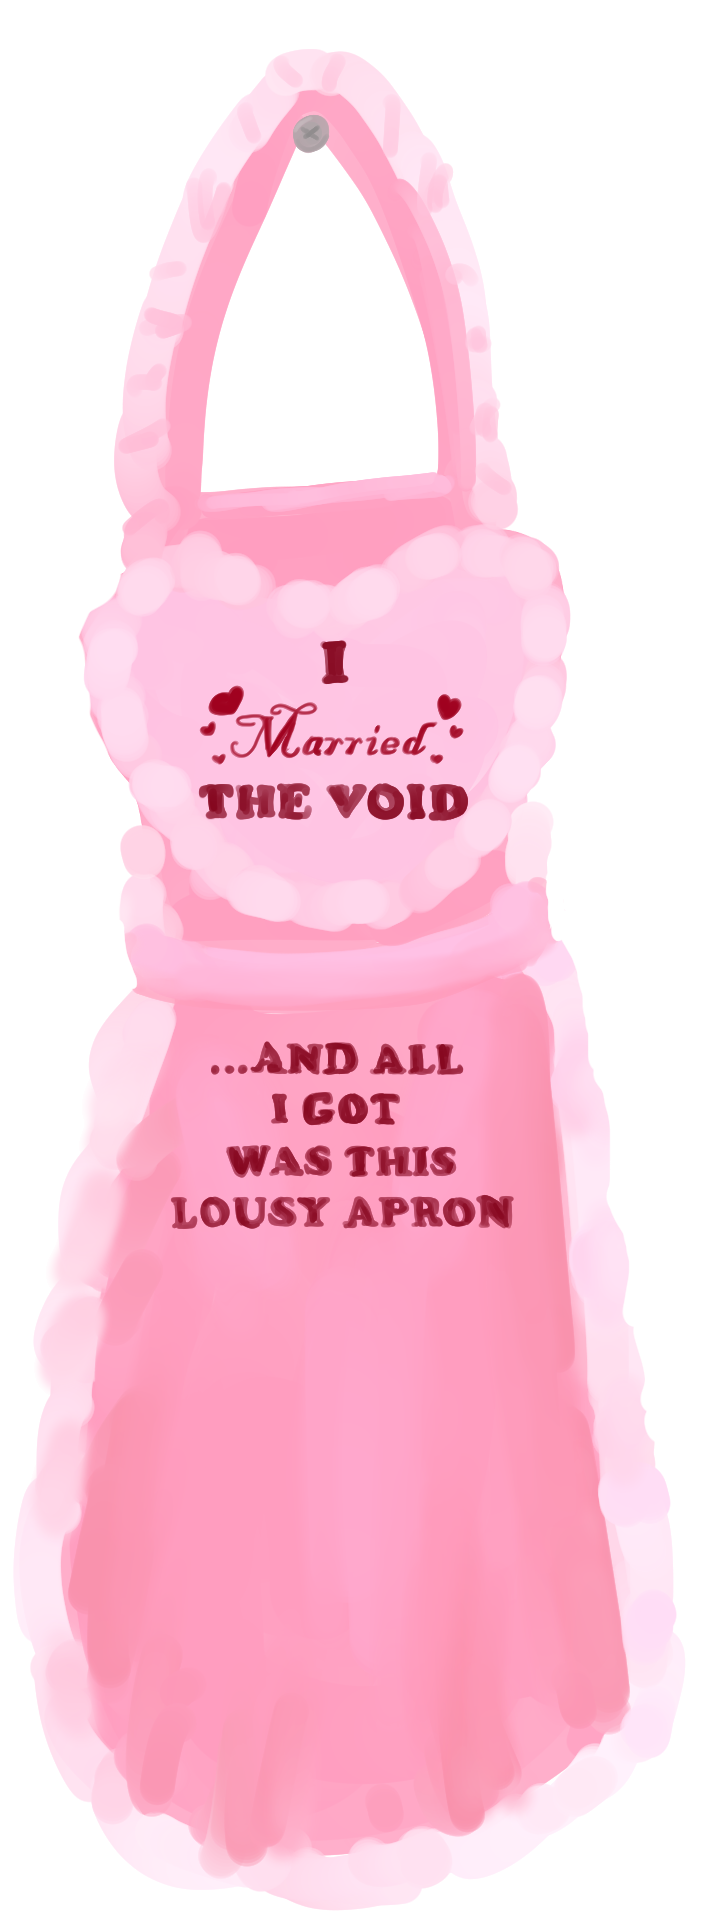 I
Married
THE VOID
...AND ALL
I GOT
WAS THIS
LOUSY APRON